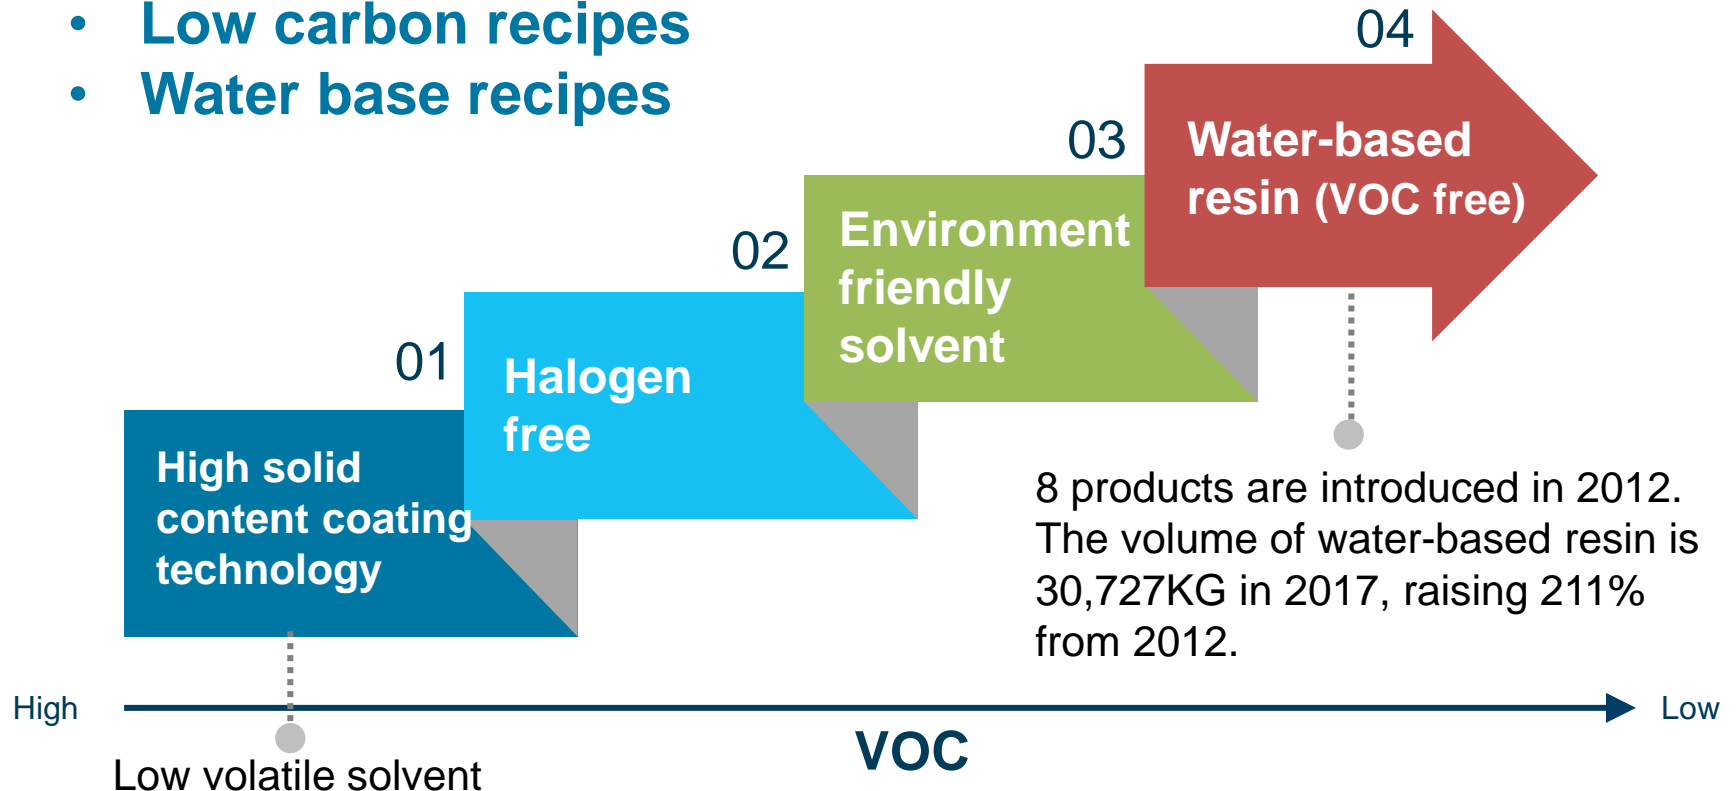 • Low carbon recipes
• Water base recipes
01
High solid
content coating
technology
02
Halogen
free
03
Environment
friendly
solvent
04
Water-based
resin (VOC free)
8 products are introduced in 2012.
The volume of water-based resin is
30,727KG in 2017, raising 211%
from 2012.
High
Low
VOC
Low volatile solvent